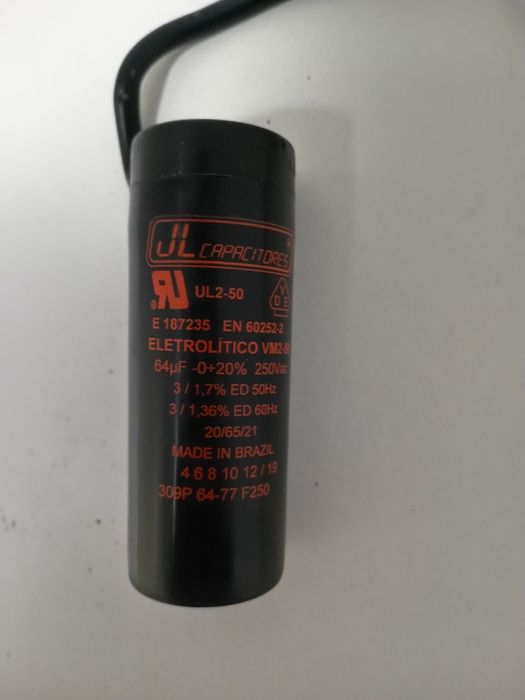 JL CAPACITORES
UL2-50
V
D E
E 187235 EN 60252-2
ELETROLÍTICO
64µF -0+20% 250Vac
3 / 1,7% ED 50Hz
3 / 1,36% ED 60Hz
20/65/21
MADE IN BRAZIL
4 6 8 10 12 / 19
309P 64-77 F250